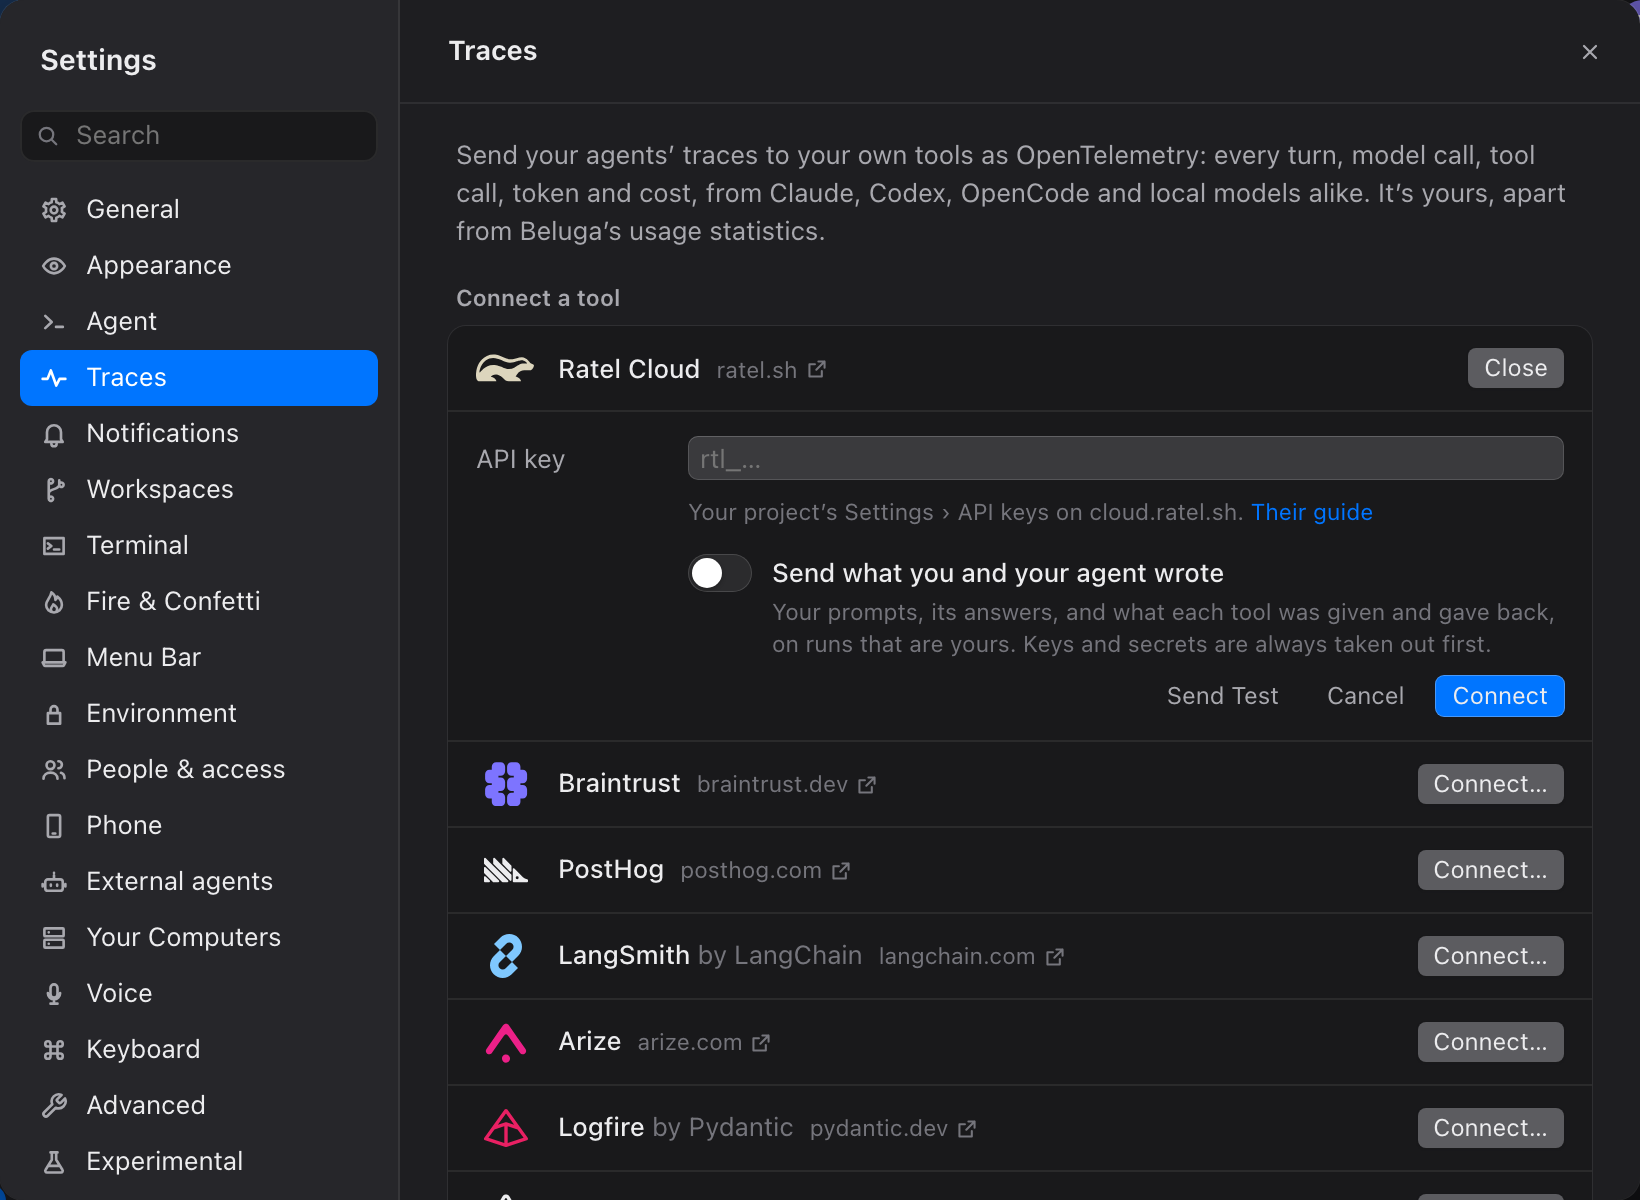 Settings
Search
General
Appearance
Agent
Traces
Notifications
Workspaces
Terminal
Fire & Confetti
Menu Bar
Environment
People & access
Phone
External agents
Your Computers
Voice
Keyboard
Advanced
Experimental
Traces
Send your agents’ traces to your own tools as OpenTelemetry: every turn, model call, tool
call, token and cost, from Claude, Codex, OpenCode and local models alike. It’s yours, apart
from Beluga’s usage statistics.
Connect a tool
Ratel Cloud ratel.sh Close
API key rtl_...
Your project’s Settings › API keys on cloud.ratel.sh. Their guide
Send what you and your agent wrote
Your prompts, its answers, and what each tool was given and gave back,
on runs that are yours. Keys and secrets are always taken out first.
Send Test Cancel Connect
Braintrust braintrust.dev Connect...
PostHog posthog.com Connect...
LangSmith by LangChain langchain.com Connect...
Arize arize.com Connect...
Logfire by Pydantic pydantic.dev Connect...